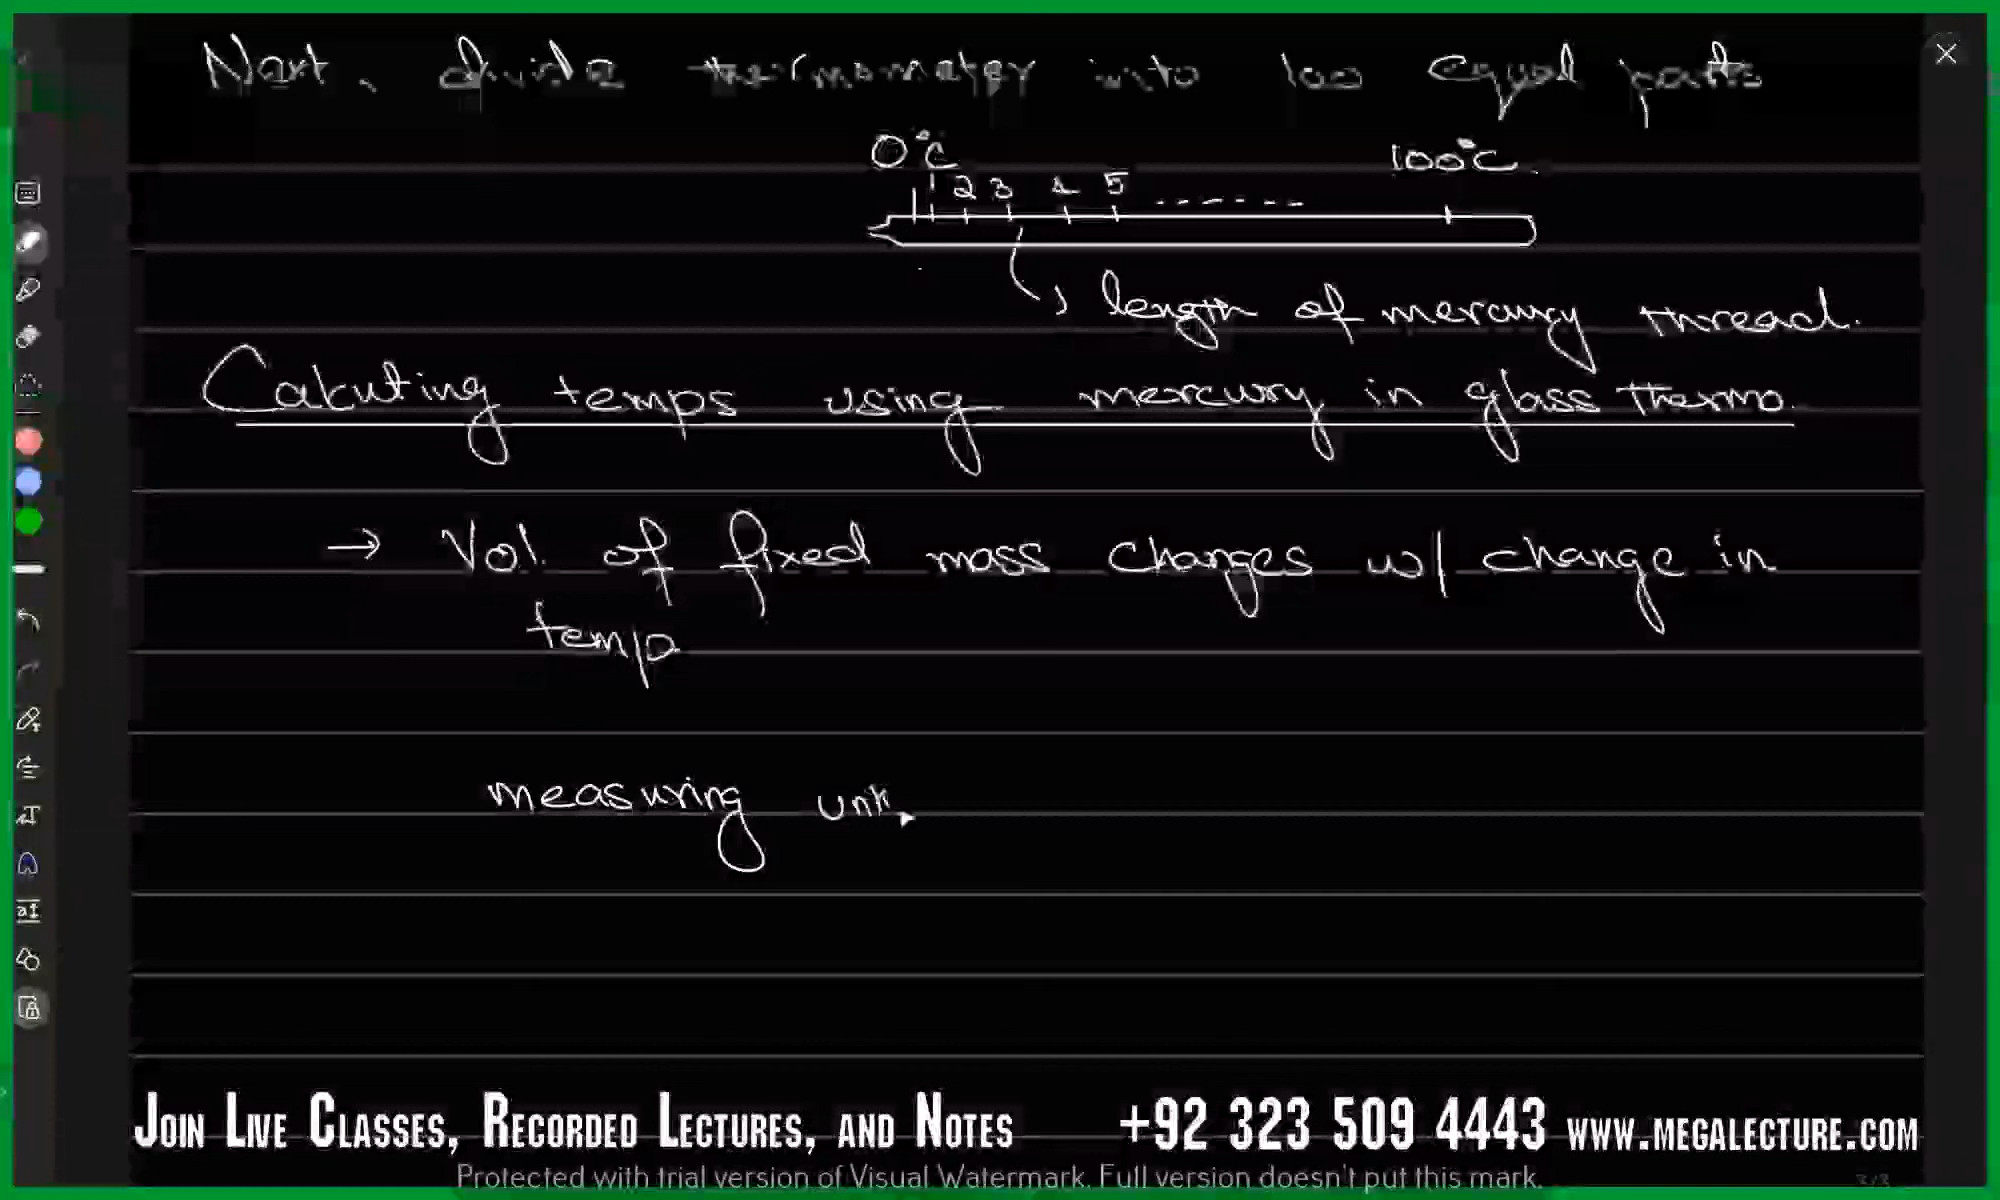 Next, divide thermometer into 100 equal parts
0°C 100°C
1 2 3 4 5 -------
length of mercury thread.
Calcuting temps using mercury in glass thermo.
→ Vol. of fixed mass changes w/ change in
temp
measuring unit
JOIN LIVE CLASSES, RECORDED LECTURES, AND NOTES +92 323 509 4443 WWW.MEGALECTURE.COM
Protected with trial version of Visual Watermark. Full version doesn't put this mark.